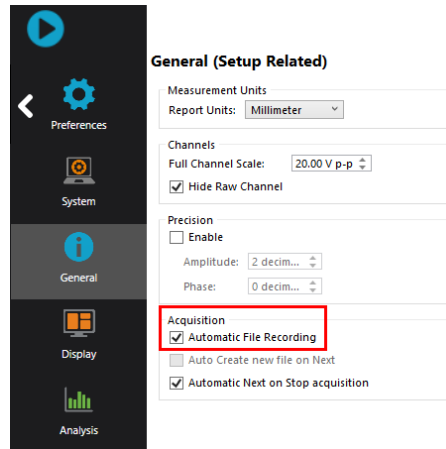 General (Setup Related)
Measurement Units
Report Units: Millimeter
Channels
Full Channel Scale: 20.00 V p-p
Hide Raw Channel
Precision
Enable
Amplitude: 2 decim...
Phase: 0 decim...
Acquisition
Automatic File Recording
Auto Create new file on Next
Automatic Next on Stop acquisition
Preferences
System
General
Display
Analysis